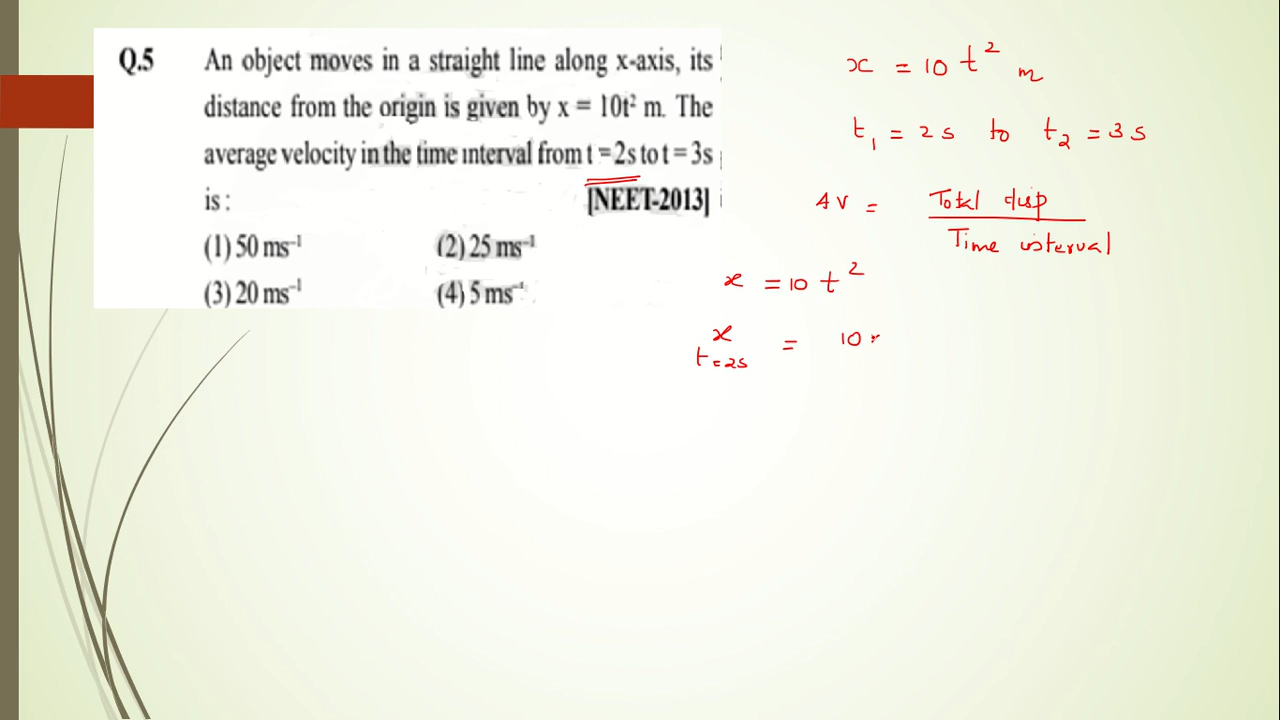 Q.5 An object moves in a straight line along x-axis, its
distance from the origin is given by x = 10t² m. The
average velocity in the time interval from t = 2s to t = 3s
is : [NEET-2013]
(1) 50 ms⁻¹ (2) 25 ms⁻¹
(3) 20 ms⁻¹ (4) 5 ms⁻¹
x = 10 t² m
t₁ = 2s to t₂ = 3s
AV = Total disp
Time interval
x = 10 t²
x = 10
t=2s